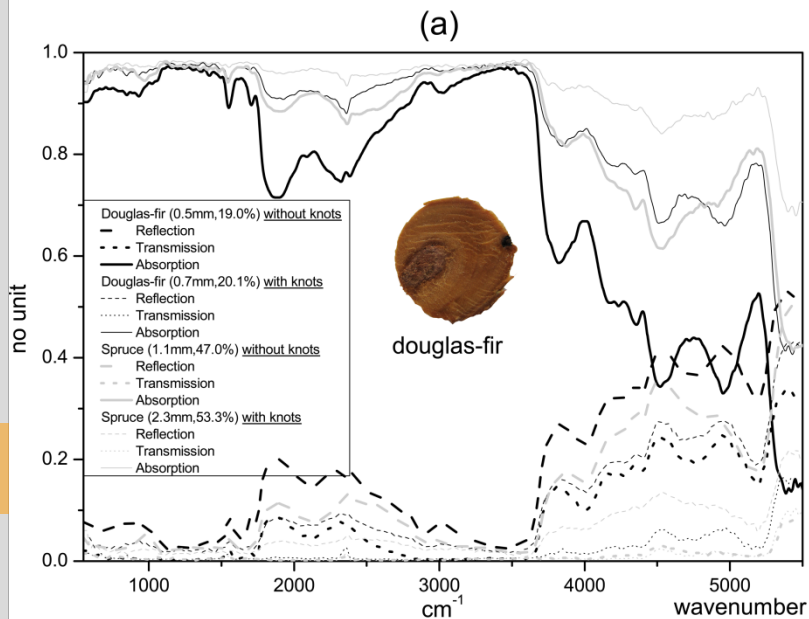 (a)
1.0
0.8
0.6
0.4
0.2
0.0
no unit
Douglas-fir (0.5mm,19.0%) without knots
Reflection
Transmission
Absorption
Douglas-fir (0.7mm,20.1%) with knots
Reflection
Transmission
Absorption
Spruce (1.1mm,47.0%) without knots
Reflection
Transmission
Absorption
Spruce (2.3mm,53.3%) with knots
Reflection
Transmission
Absorption
douglas-fir
1000 2000 3000 4000 5000
cm-1 wavenumber